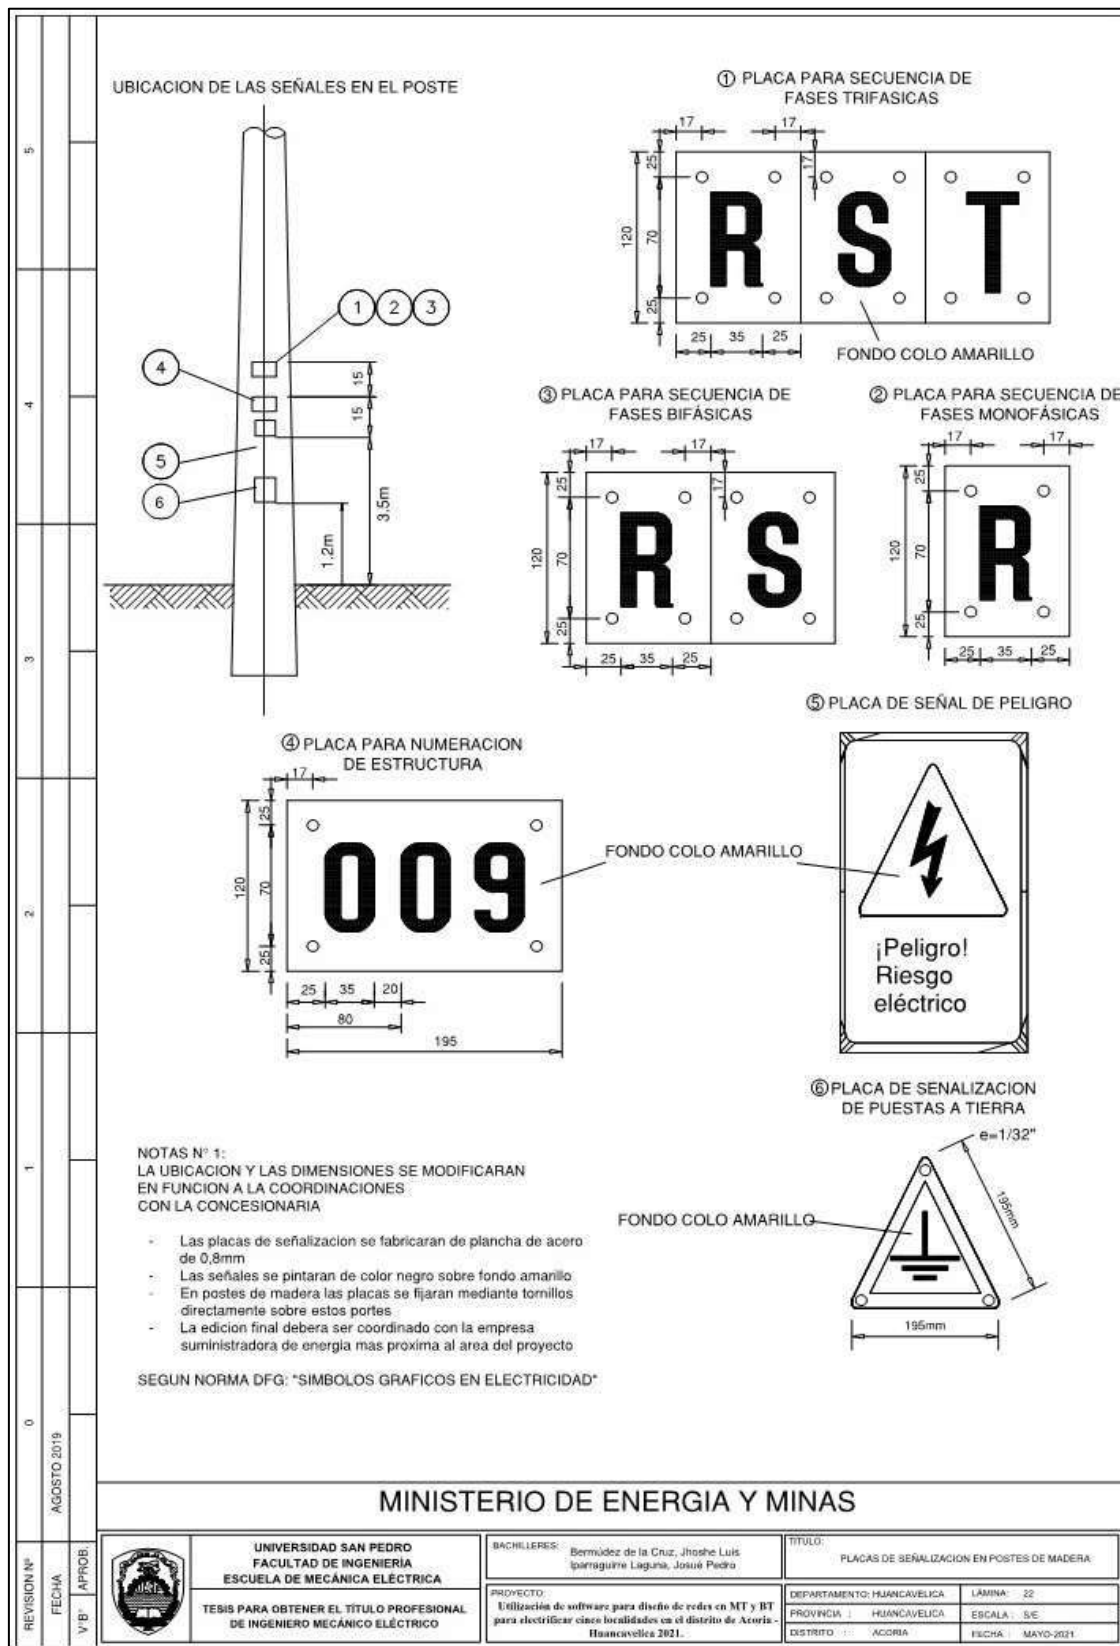 UBICACION DE LAS SEÑALES EN EL POSTE
1
2
3
4
5
6
15
15
3.5m
1.2m
① PLACA PARA SECUENCIA DE
FASES TRIFASICAS
17
17
17
25
70
25
120
R S T
25 35 25
FONDO COLO AMARILLO
③ PLACA PARA SECUENCIA DE
FASES BIFÁSICAS
17
17
17
25
70
25
120
R S
25 35 25
② PLACA PARA SECUENCIA DE
FASES MONOFÁSICAS
17
17
25
70
25
120
R
25 35 25
④ PLACA PARA NUMERACION
DE ESTRUCTURA
17
25
70
25
120
009
25 35 20
80
195
FONDO COLO AMARILLO
⑤ PLACA DE SEÑAL DE PELIGRO
¡Peligro!
Riesgo
eléctrico
⑥ PLACA DE SENALIZACION
DE PUESTAS A TIERRA
e=1/32"
195mm
195mm
FONDO COLO AMARILLO
NOTAS N° 1:
LA UBICACION Y LAS DIMENSIONES SE MODIFICARAN
EN FUNCION A LA COORDINACIONES
CON LA CONCESIONARIA
- Las placas de señalizacion se fabricaran de plancha de acero
de 0,8mm
- Las señales se pintaran de color negro sobre fondo amarillo
- En postes de madera las placas se fijaran mediante tornillos
directamente sobre estos portes
- La edicion final debera ser coordinado con la empresa
suministradora de energia mas proxima al area del proyecto
SEGUN NORMA DFG: "SIMBOLOS GRAFICOS EN ELECTRICIDAD"
5
4
3
2
1
0
AGOSTO 2019
REVISION Nº
FECHA
V°B° APROB.
MINISTERIO DE ENERGIA Y MINAS
UNIVERSIDAD SAN PEDRO
FACULTAD DE INGENIERÍA
ESCUELA DE MECÁNICA ELÉCTRICA
TESIS PARA OBTENER EL TÍTULO PROFESIONAL
DE INGENIERO MECÁNICO ELÉCTRICO
BACHILLERES: Bermúdez de la Cruz, Jhoshe Luis
Iparraguirre Laguna, Josué Pedro
PROYECTO:
Utilización de software para diseño de redes en MT y BT
para electrificar cinco localidades en el distrito de Acoria -
Huancavelica 2021.
TITULO:
PLACAS DE SEÑALIZACION EN POSTES DE MADERA
DEPARTAMENTO: HUANCAVELICA LÁMINA: 22
PROVINCIA : HUANCAVELICA ESCALA : S/E
DISTRITO : ACORIA FECHA : MAYO-2021